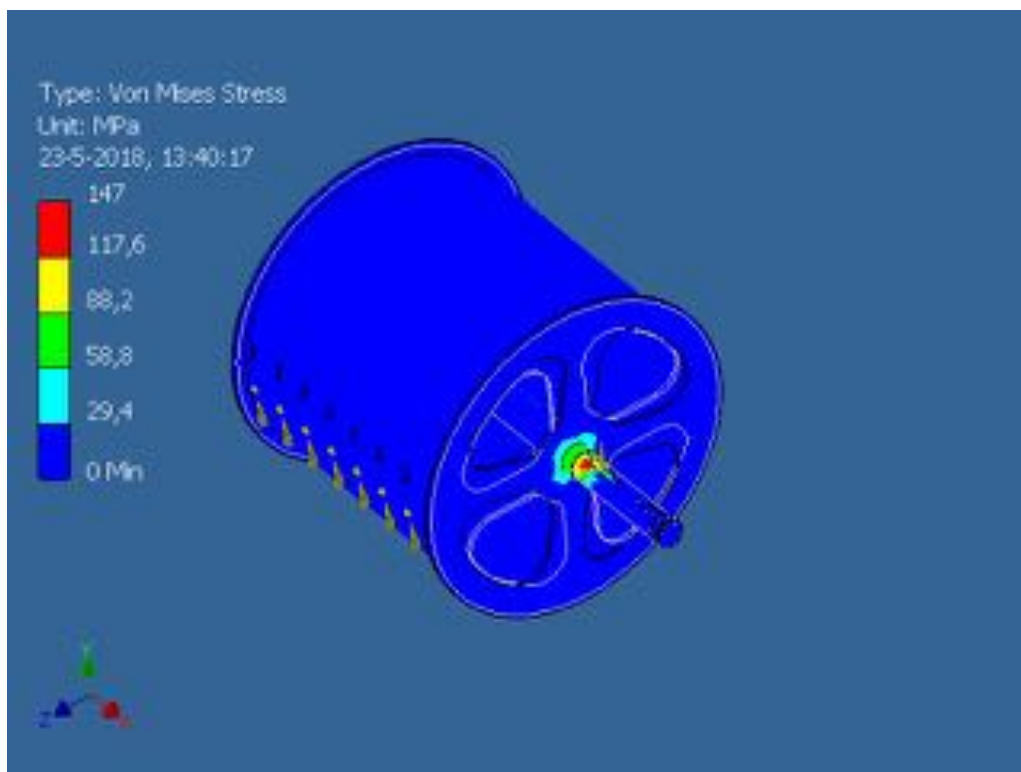 Type: Von Mises Stress
Unit: MPa
23-5-2018, 13:40:17
147
117,6
88,2
58,8
29,4
0 Min
Y
Z
X